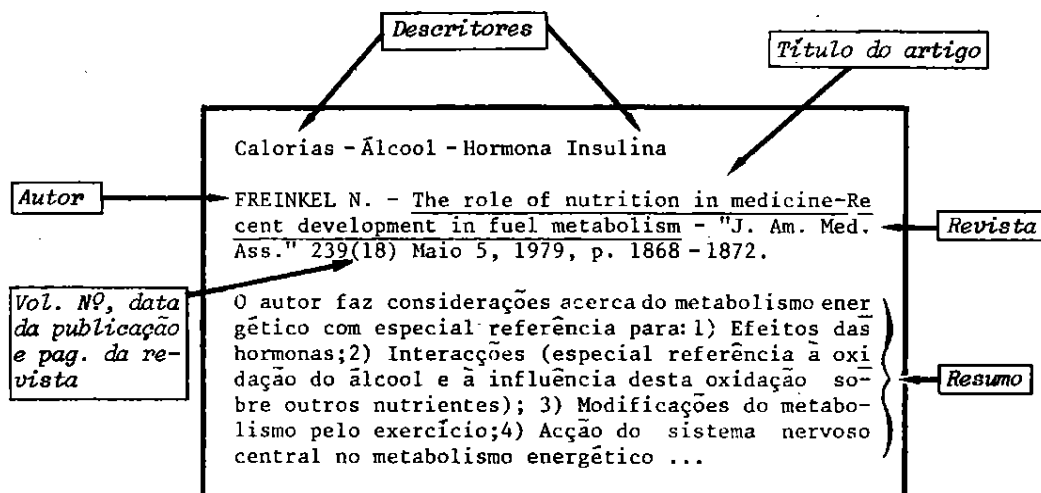 Descritores
Título do artigo
Calorias - Álcool - Hormona Insulina
Autor
FREINKEL N. - The role of nutrition in medicine-Re
cent development in fuel metabolism - "J. Am. Med.
Ass." 239(18) Maio 5, 1979, p. 1868 - 1872.
Revista
Vol. Nº, data
da publicação
e pag. da re-
vista
O autor faz considerações acerca do metabolismo ener
gético com especial referência para: 1) Efeitos das
hormonas; 2) Interacções (especial referência à oxi
dação do álcool e à influência desta oxidação so-
bre outros nutrientes); 3) Modificações do metabo-
lismo pelo exercício; 4) Acção do sistema nervoso
central no metabolismo energético ...
Resumo